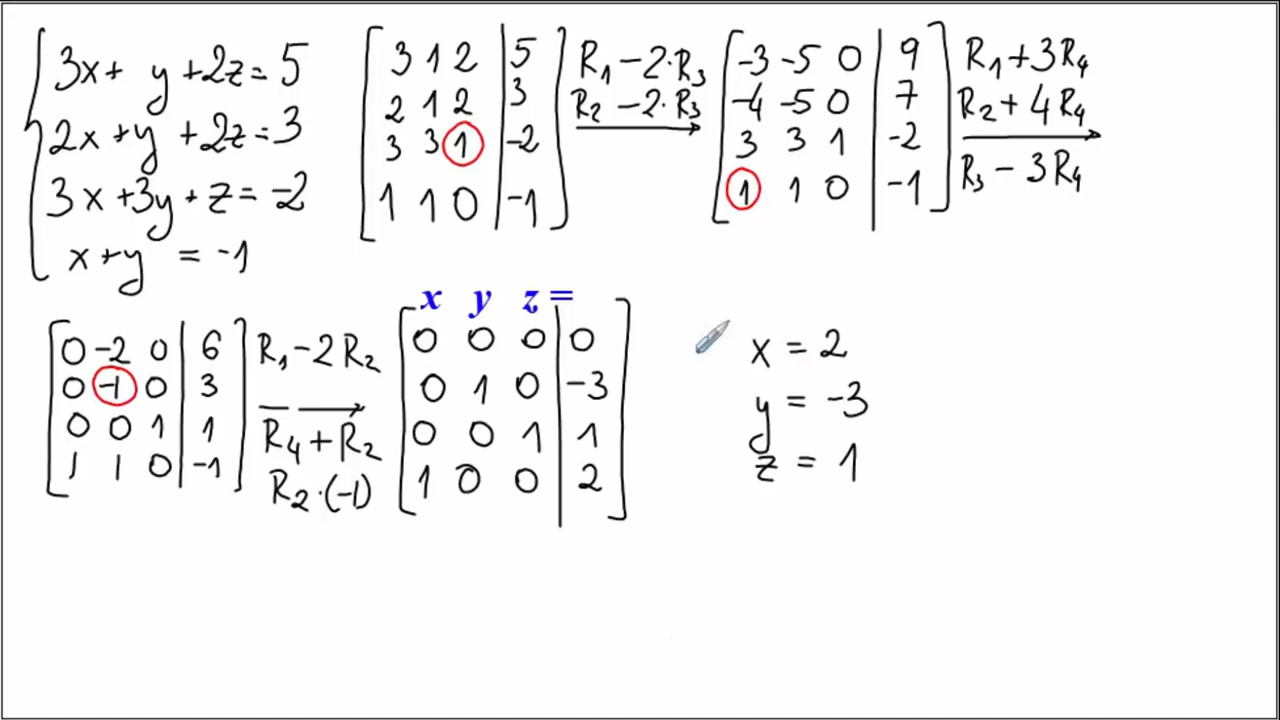 3x + y + 2z = 5
2x + y + 2z = 3
3x + 3y + z = -2
x + y = -1
3 1 2 | 5
2 1 2 | 3
3 3 1 | -2
1 1 0 | -1
R1 - 2·R3
R2 - 2·R3
-3 -5 0 | 9
-4 -5 0 | 7
3 3 1 | -2
1 1 0 | -1
R1 + 3R4
R2 + 4R4
R3 - 3R4
0 -2 0 | 6
0 -1 0 | 3
0 0 1 | 1
1 1 0 | -1
R1 - 2R2
R4 + R2
R2·(-1)
x y z =
0 0 0 | 0
0 1 0 | -3
0 0 1 | 1
1 0 0 | 2
x = 2
y = -3
z = 1